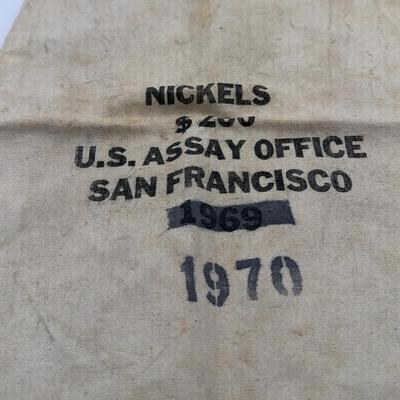 NICKELS
$ 200
U.S. ASSAY OFFICE
SAN FRANCISCO
1969
1970